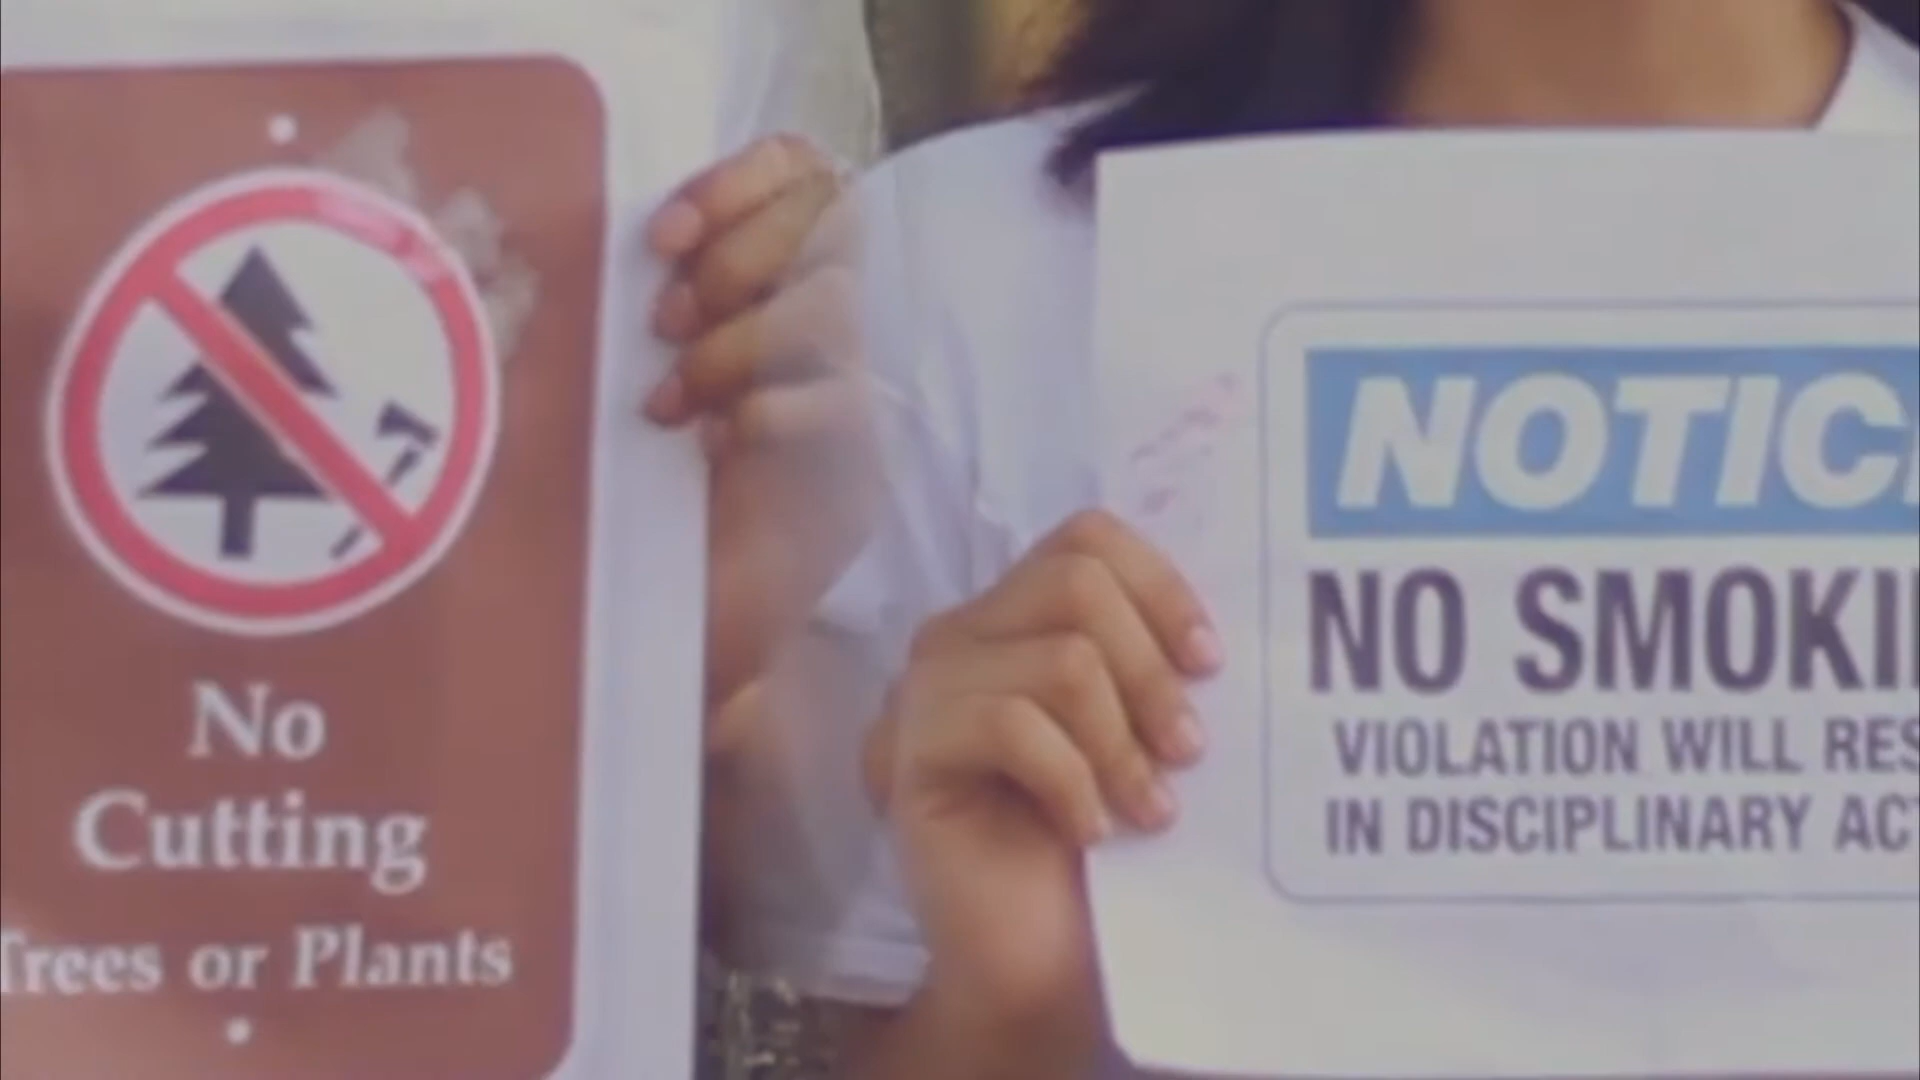 No
Cutting
Trees or Plants
NOTIC
NO SMOKI
VIOLATION WILL RES
IN DISCIPLINARY AC